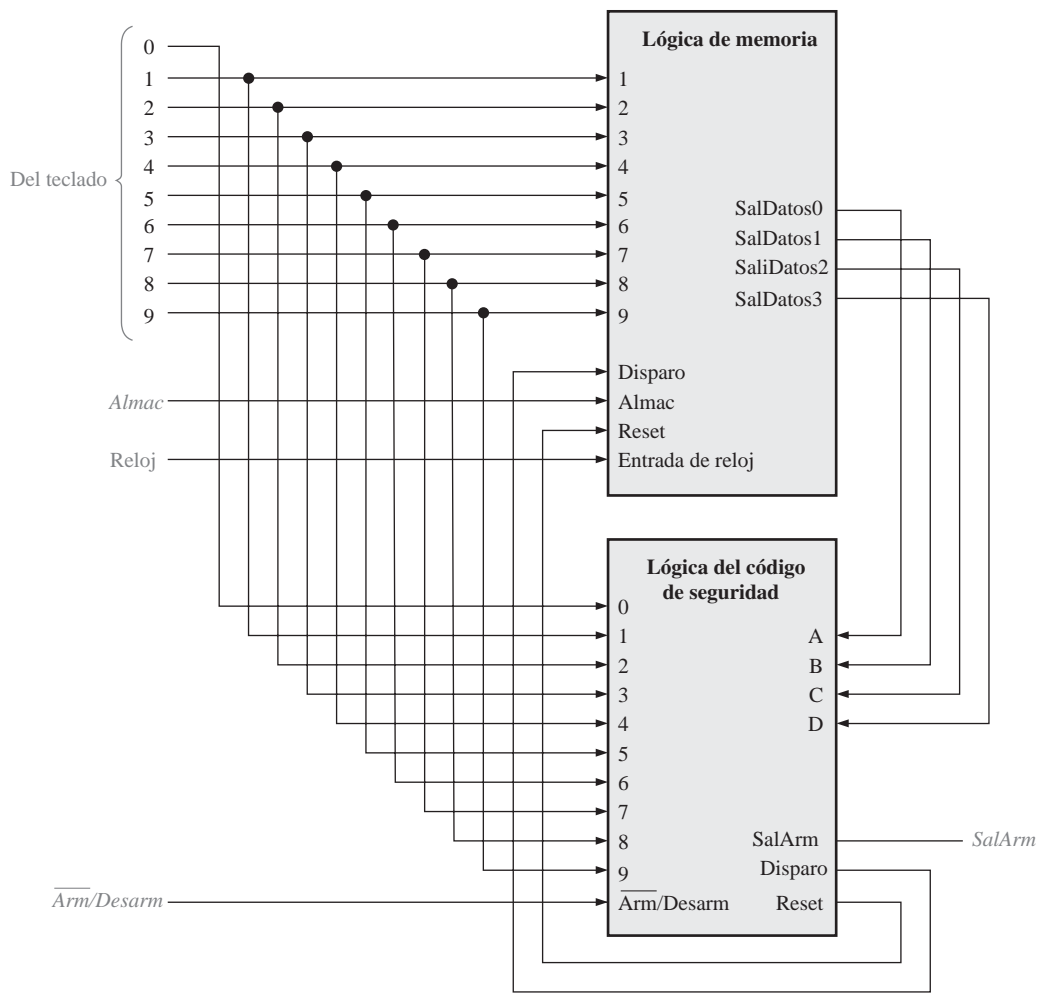 Del teclado
0
1
2
3
4
5
6
7
8
9
Almac
Reloj
Arm/Desarm
Lógica de memoria
1
2
3
4
5
6
7
8
9
Disparo
Almac
Reset
Entrada de reloj
SalDatos0
SalDatos1
SaliDatos2
SalDatos3
Lógica del código
de seguridad
0
1
2
3
4
5
6
7
8
9
Arm/Desarm
A
B
C
D
SalArm
Disparo
Reset
SalArm